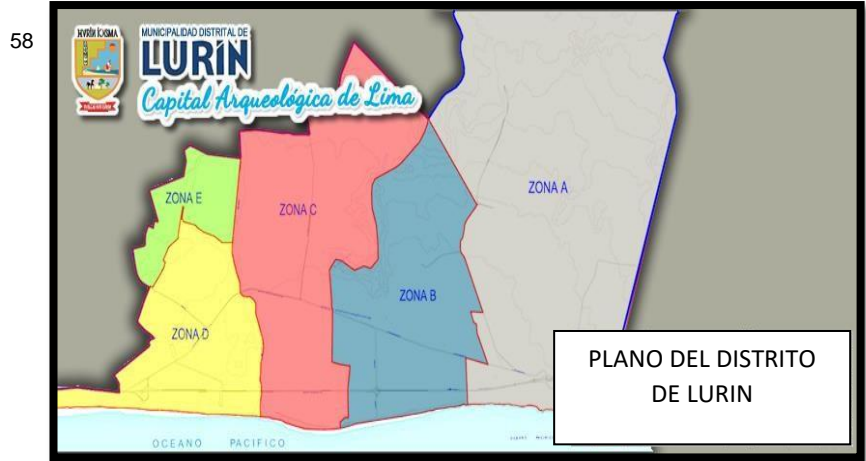 58
MUNICIPALIDAD DISTRITAL DE
LURÍN
Capital Arqueológica de Lima
ZONA A
ZONA E
ZONA C
ZONA B
ZONA D
PLANO DEL DISTRITO
DE LURIN
OCEANO PACIFICO